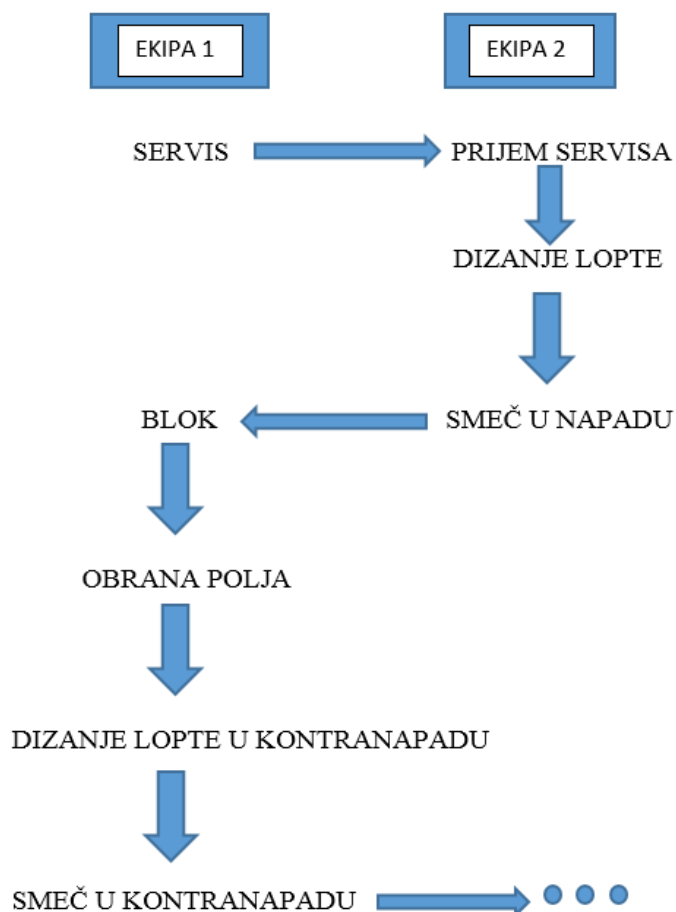 EKIPA 1
EKIPA 2
SERVIS
PRIJEM SERVISA
DIZANJE LOPTE
BLOK
SMEČ U NAPADU
OBRANA POLJA
DIZANJE LOPTE U KONTRANAPADU
SMEČ U KONTRANAPADU